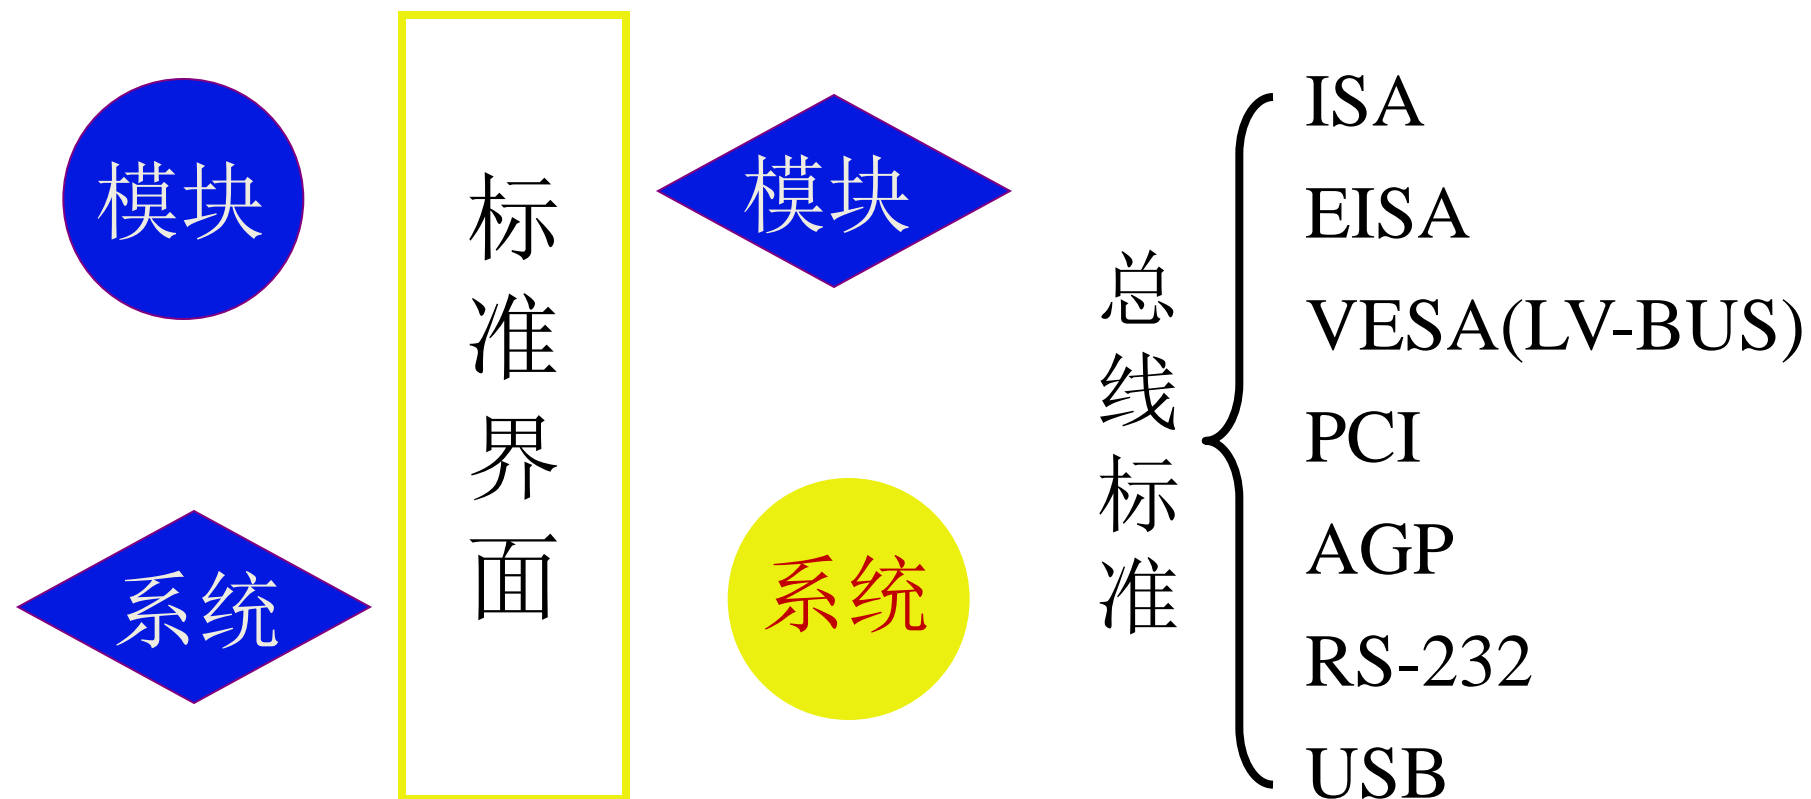 模块
系统
标准界面
模块
系统
总线标准
ISA
EISA
VESA(LV-BUS)
PCI
AGP
RS-232
USB